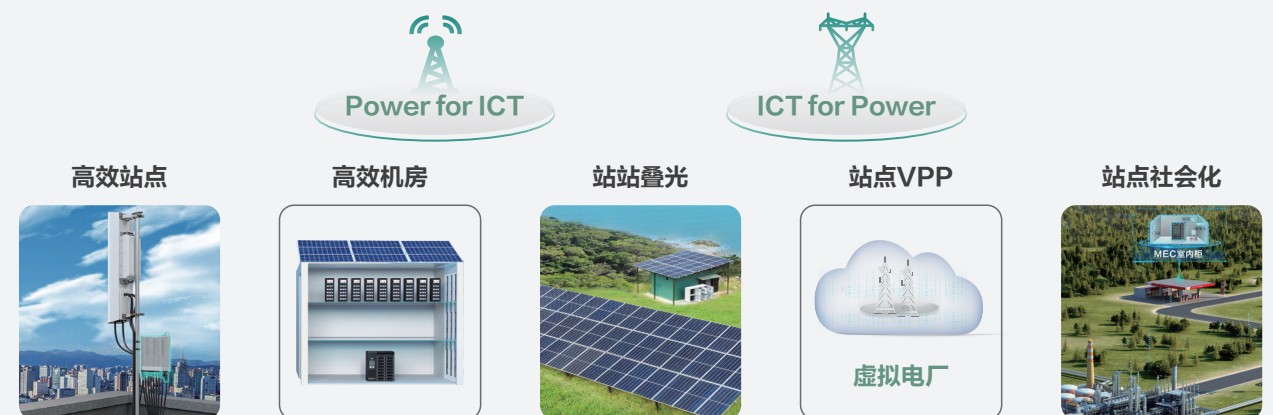 Power for ICT
ICT for Power
高效站点
高效机房
站站叠光
站点VPP
站点社会化
MEC室内柜
虚拟电厂